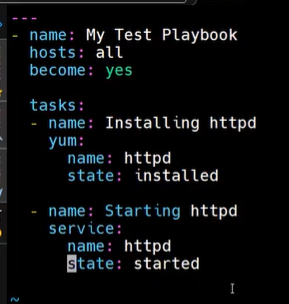 ---
- name: My Test Playbook
  hosts: all
  become: yes

  tasks:
  - name: Installing httpd
    yum:
      name: httpd
      state: installed

  - name: Starting httpd
    service:
      name: httpd
      state: started
~